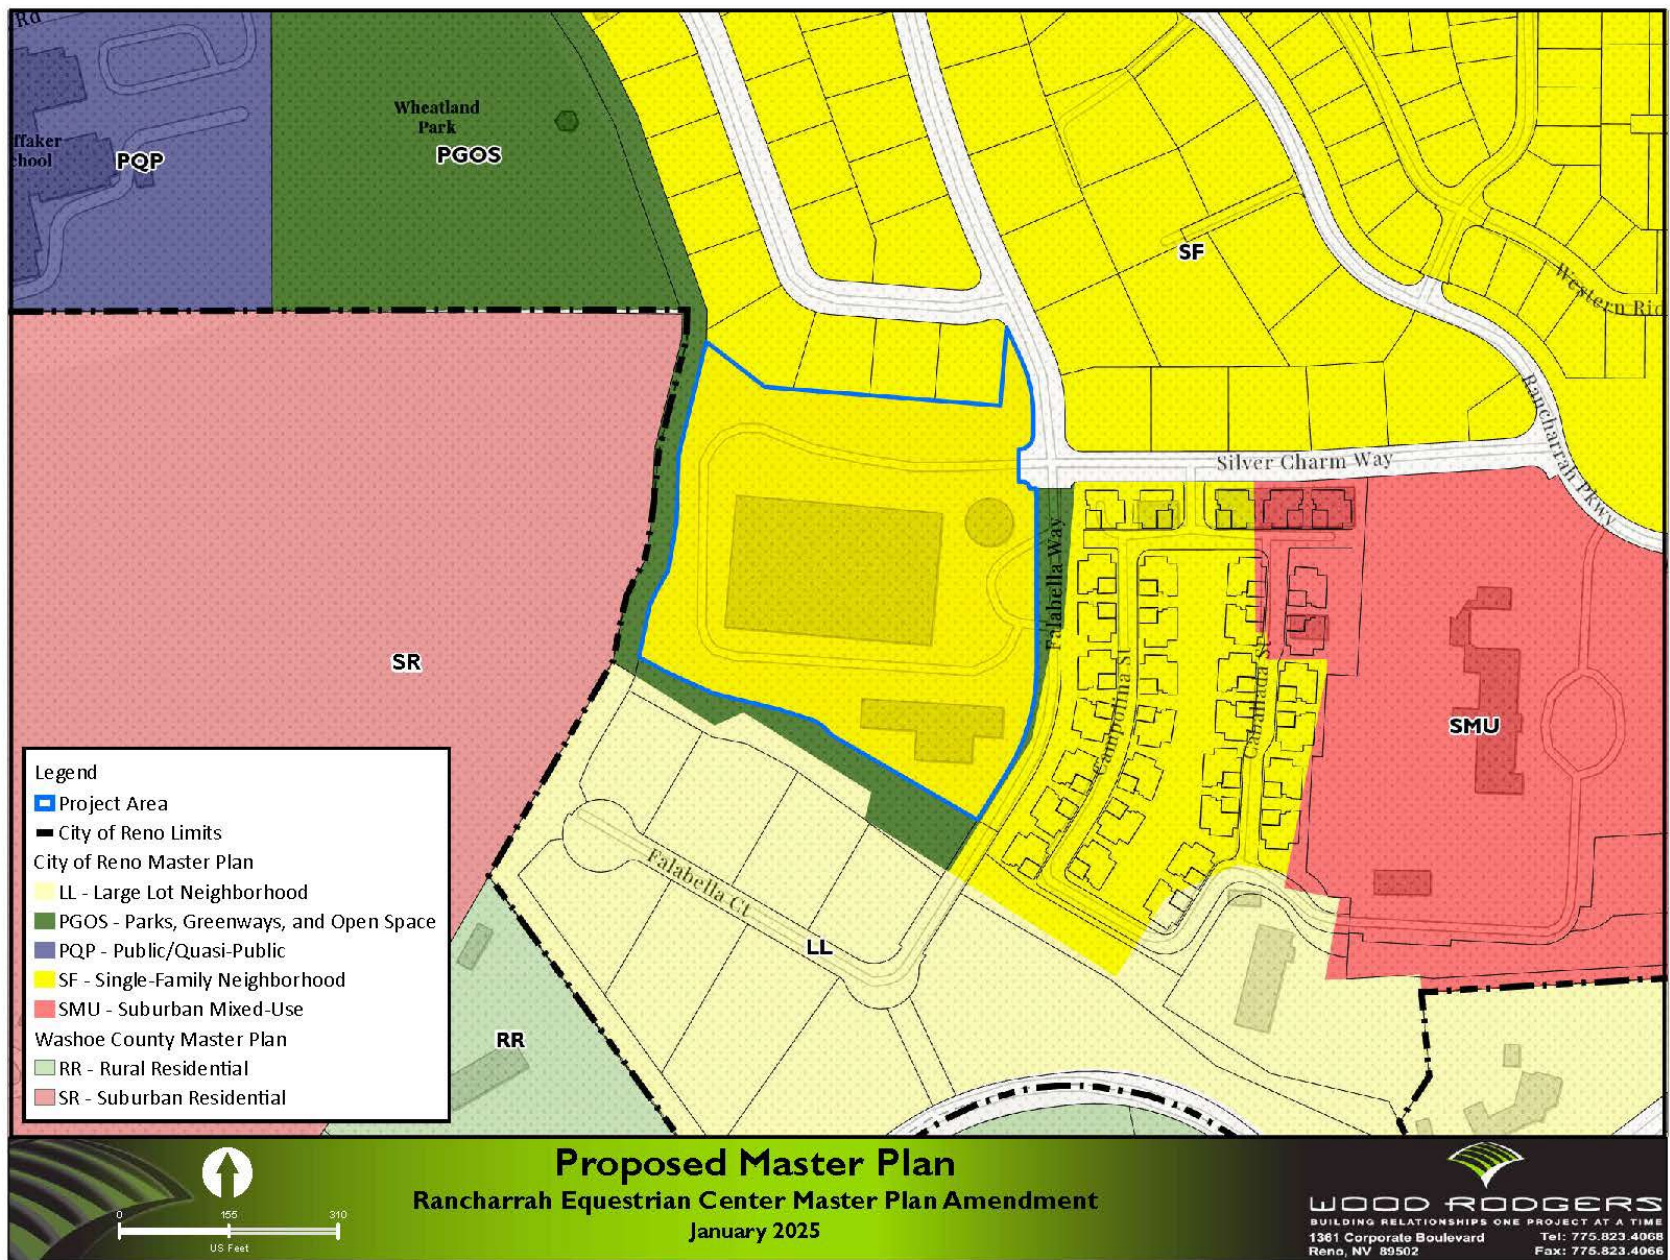 Rd
Wheatland
Park
PGOS
ffaker
chool
PQP
SF
Western Rid
Rancharrah Pkwy
Silver Charm Way
Falabella Way
Campolina St
Caballada St
SR
SMU
Falabella Ct
LL
RR
Legend
Project Area
City of Reno Limits
City of Reno Master Plan
LL - Large Lot Neighborhood
PGOS - Parks, Greenways, and Open Space
PQP - Public/Quasi-Public
SF - Single-Family Neighborhood
SMU - Suburban Mixed-Use
Washoe County Master Plan
RR - Rural Residential
SR - Suburban Residential
0 155 310
US Feet
Proposed Master Plan
Rancharrah Equestrian Center Master Plan Amendment
January 2025
WOOD RODGERS
BUILDING RELATIONSHIPS ONE PROJECT AT A TIME
1361 Corporate Boulevard Tel: 775.823.4068
Reno, NV 89502 Fax: 775.823.4066